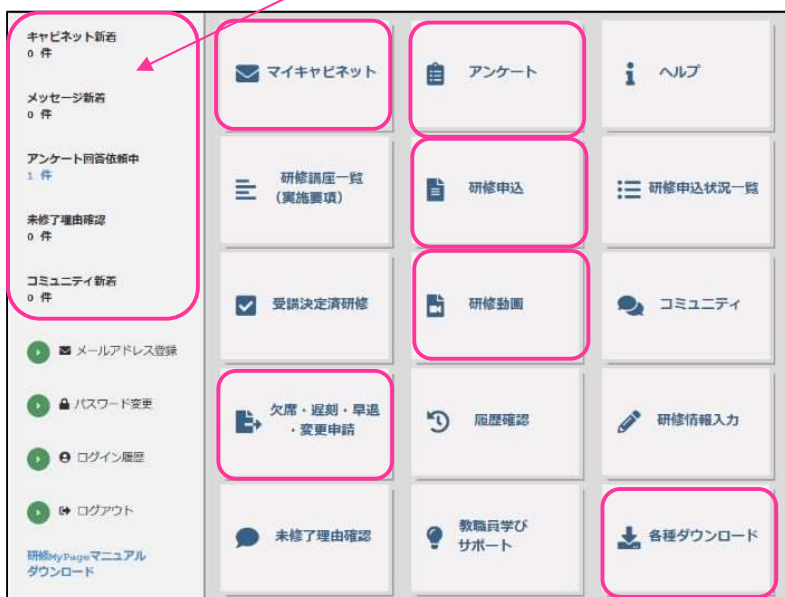 キャビネット新着
0 件
メッセージ新着
0 件
アンケート回答依頼中
1 件
未修了理由確認
0 件
コミュニティ新着
0 件
メールアドレス登録
パスワード変更
ログイン履歴
ログアウト
研修MyPageマニュアル
ダウンロード
マイキャビネット
アンケート
ヘルプ
研修講座一覧
(実施要項)
研修申込
研修申込状況一覧
受講決定済研修
研修動画
コミュニティ
欠席・遅刻・早退
・変更申請
履歴確認
研修情報入力
未修了理由確認
教職員学び
サポート
各種ダウンロード